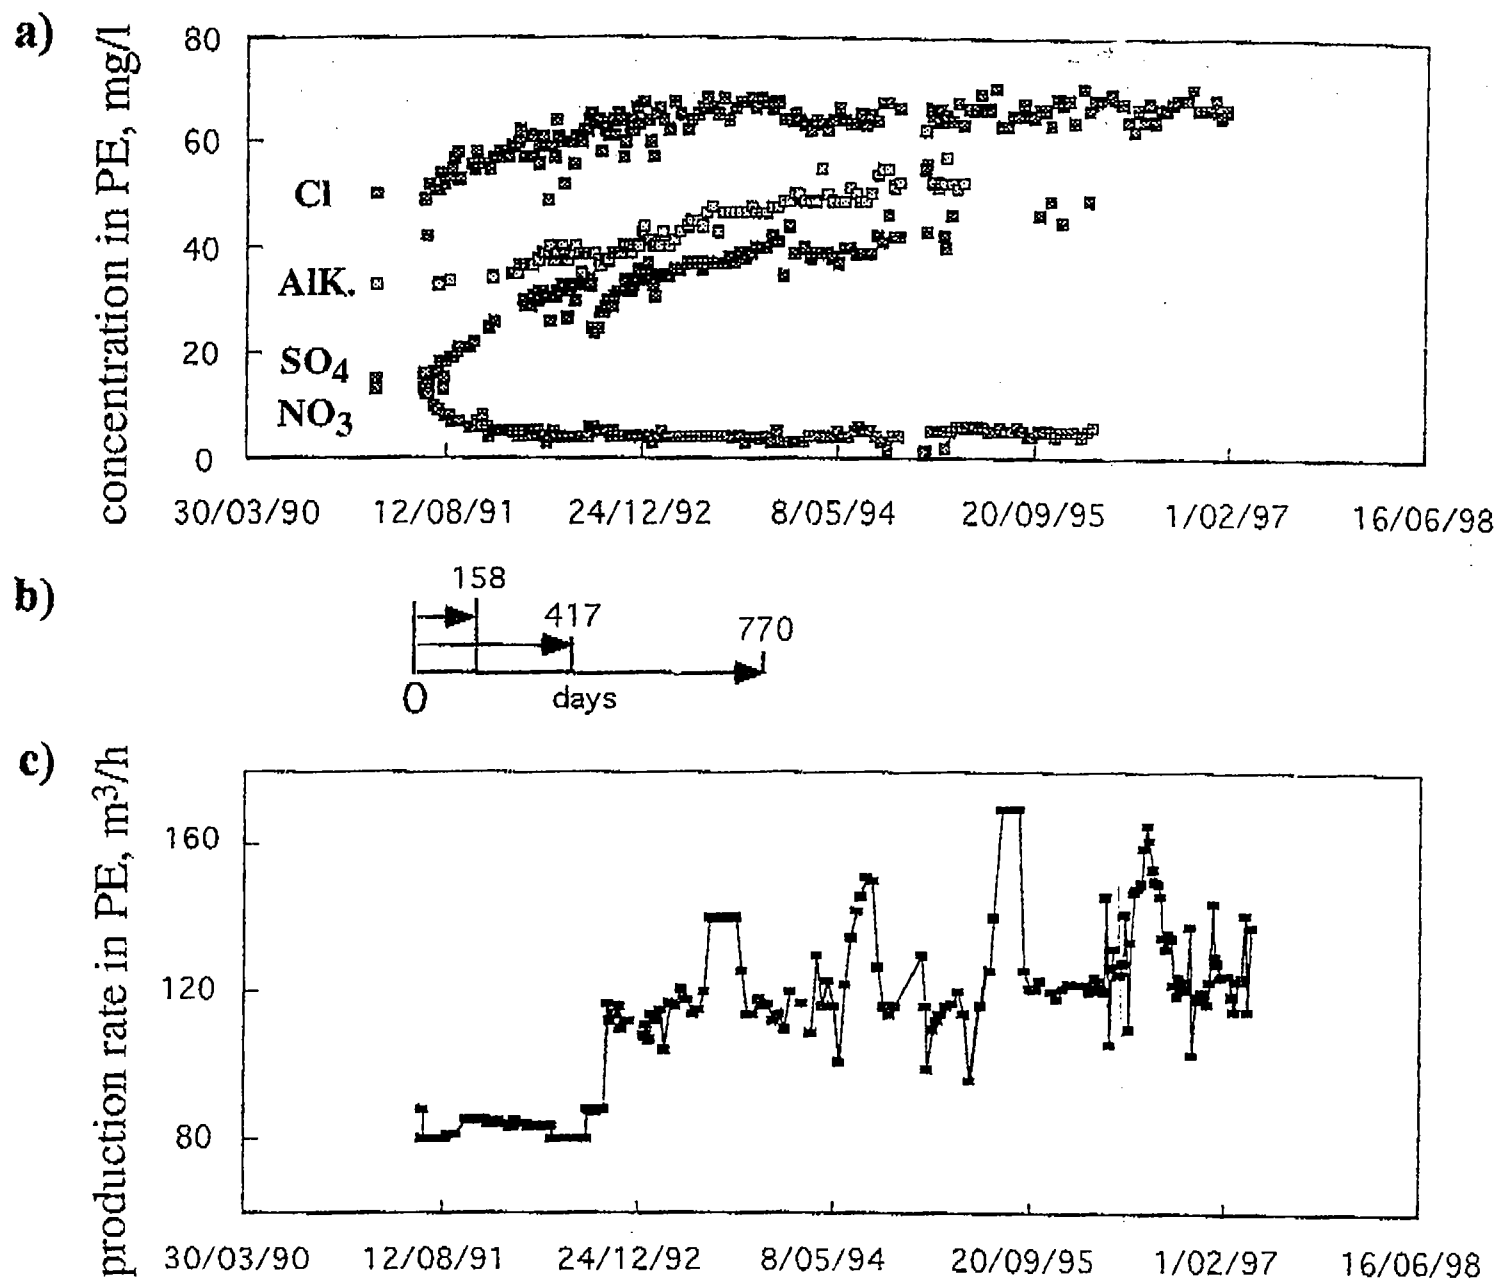 a)
concentration in PE, mg/l
80
60
40
20
0
Cl
AlK.
SO4
NO3
30/03/90 12/08/91 24/12/92 8/05/94 20/09/95 1/02/97 16/06/98
b)
158
417
770
0 days
c)
production rate in PE, m³/h
160
120
80
30/03/90 12/08/91 24/12/92 8/05/94 20/09/95 1/02/97 16/06/98